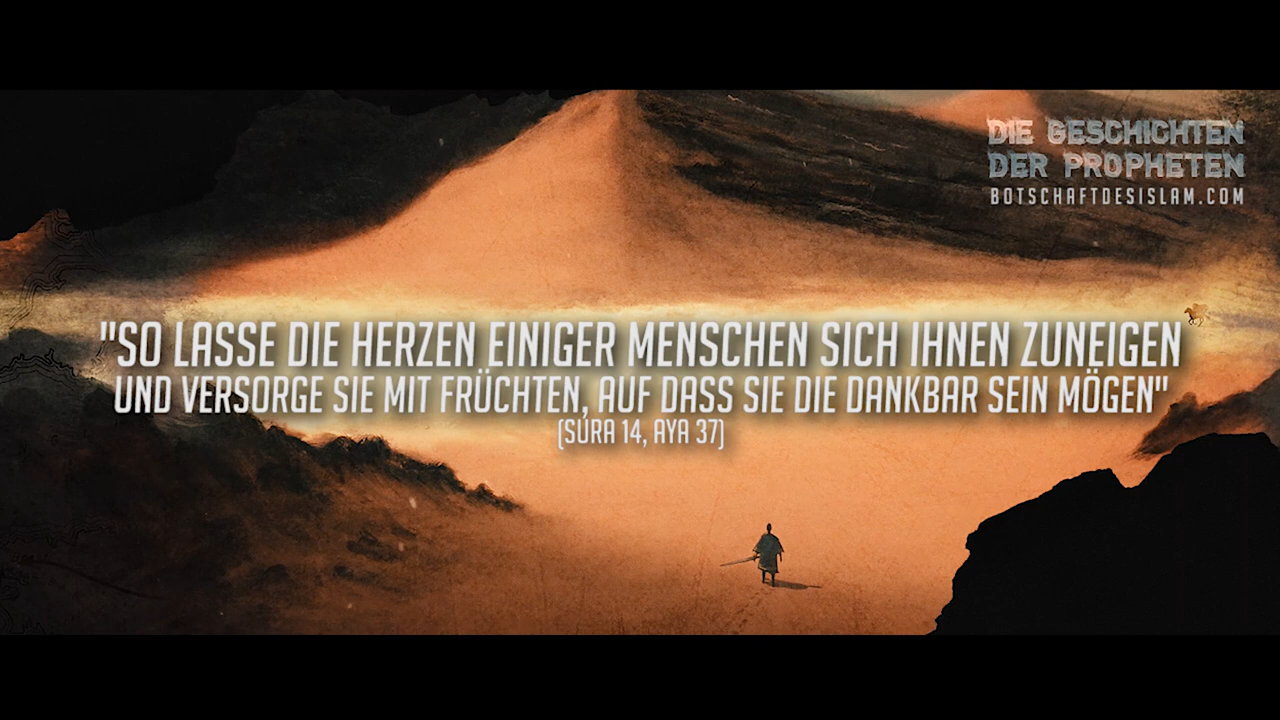 DIE GESCHICHTEN
DER PROPHETEN
BOTSCHAFTDESISLAM.COM
"SO LASSE DIE HERZEN EINIGER MENSCHEN SICH IHNEN ZUNEIGEN
UND VERSORGE SIE MIT FRÜCHTEN, AUF DASS SIE DIE DANKBAR SEIN MÖGEN"
(SURA 14, AYA 37)